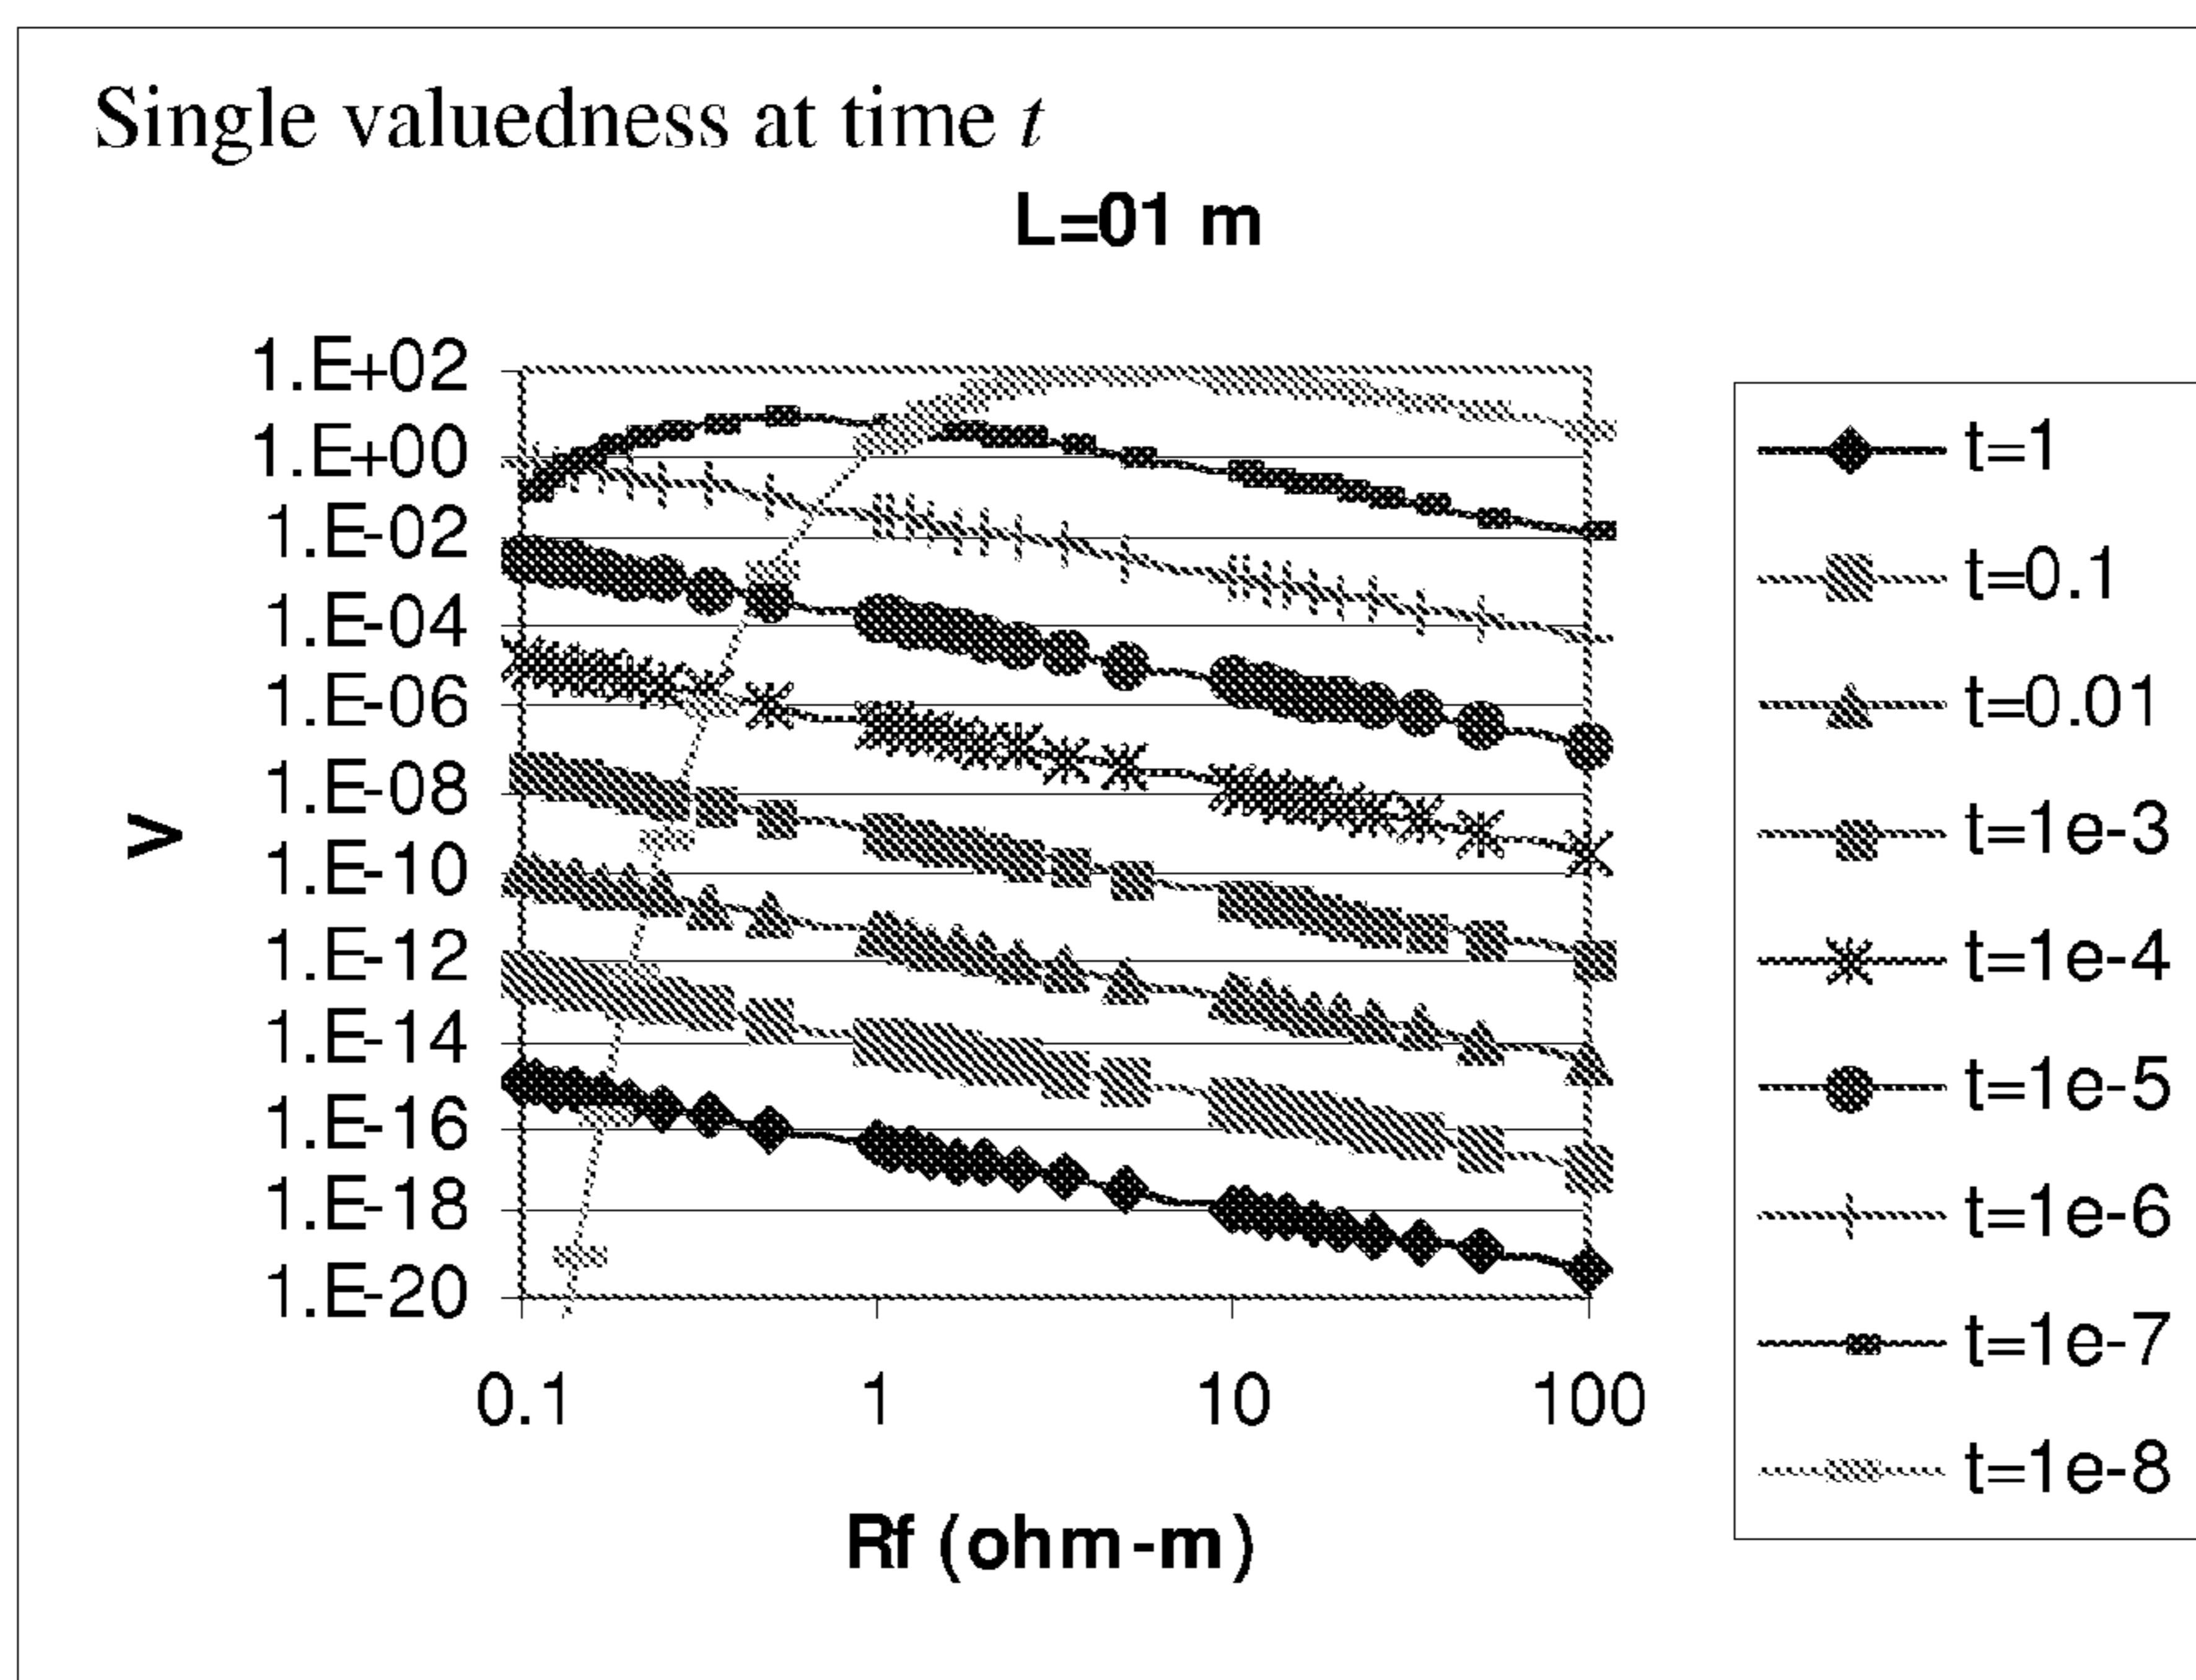 Single valuedness at time t
L=01 m
1.E+02
1.E+00
1.E-02
1.E-04
1.E-06
1.E-08
1.E-10
1.E-12
1.E-14
1.E-16
1.E-18
1.E-20
V
0.1 1 10 100
Rf (ohm-m)
t=1
t=0.1
t=0.01
t=1e-3
t=1e-4
t=1e-5
t=1e-6
t=1e-7
t=1e-8